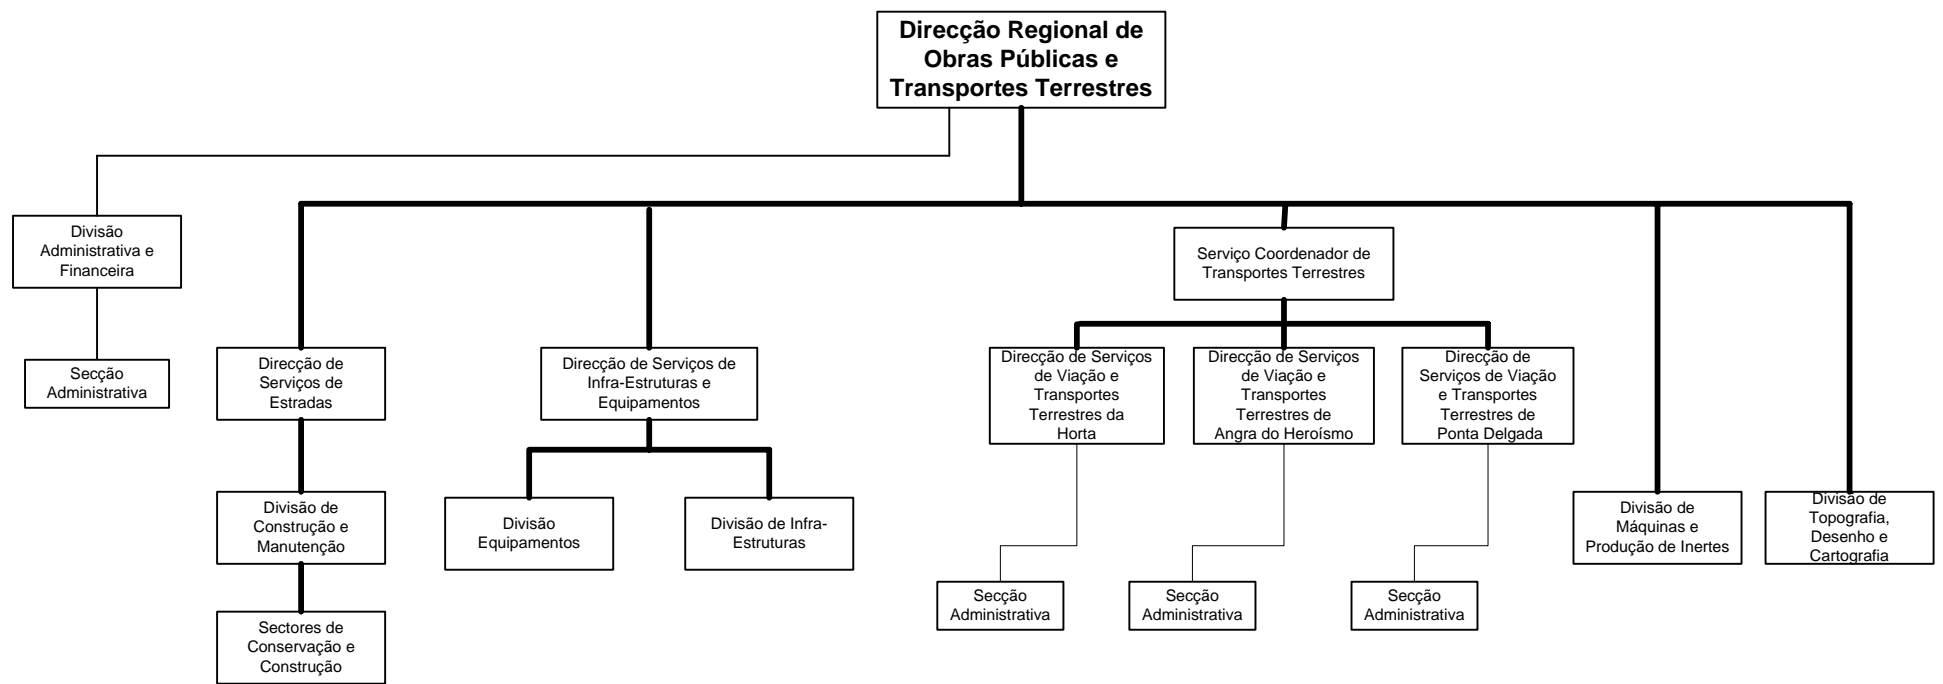 Direcção Regional de
Obras Públicas e
Transportes Terrestres
Divisão
Administrativa e
Financeira
Serviço Coordenador de
Transportes Terrestres
Secção
Administrativa
Direcção de
Serviços de
Estradas
Direcção de Serviços de
Infra-Estruturas e
Equipamentos
Direcção de Serviços
de Viação e
Transportes
Terrestres da
Horta
Direcção de Serviços
de Viação e
Transportes
Terrestres de
Angra do Heroísmo
Direcção de
Serviços de Viação
e Transportes
Terrestres de
Ponta Delgada
Divisão de
Construção e
Manutenção
Divisão
Equipamentos
Divisão de Infra-
Estruturas
Divisão de
Máquinas e
Produção de Inertes
Divisão de
Topografia,
Desenho e
Cartografia
Secção
Administrativa
Secção
Administrativa
Secção
Administrativa
Sectores de
Conservação e
Construção